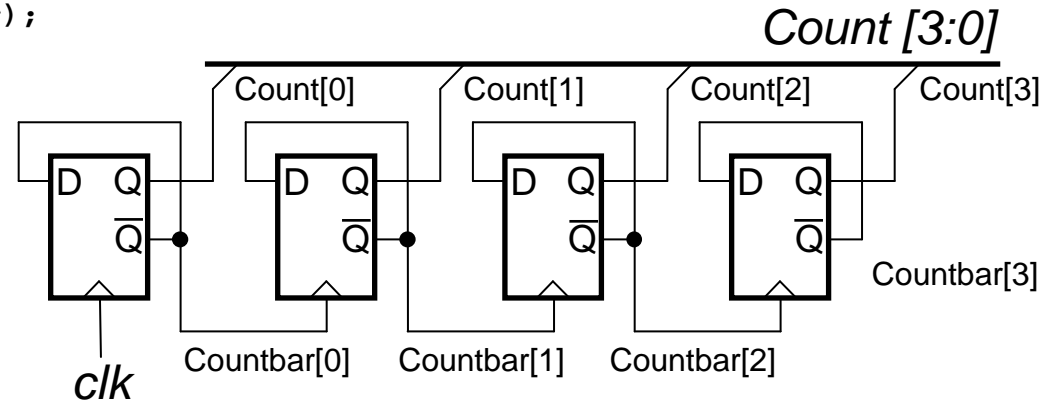 );
Count [3:0]
Count[0] Count[1] Count[2] Count[3]
D Q D Q D Q D Q
Q Q Q Q
Countbar[3]
Countbar[0] Countbar[1] Countbar[2]
clk